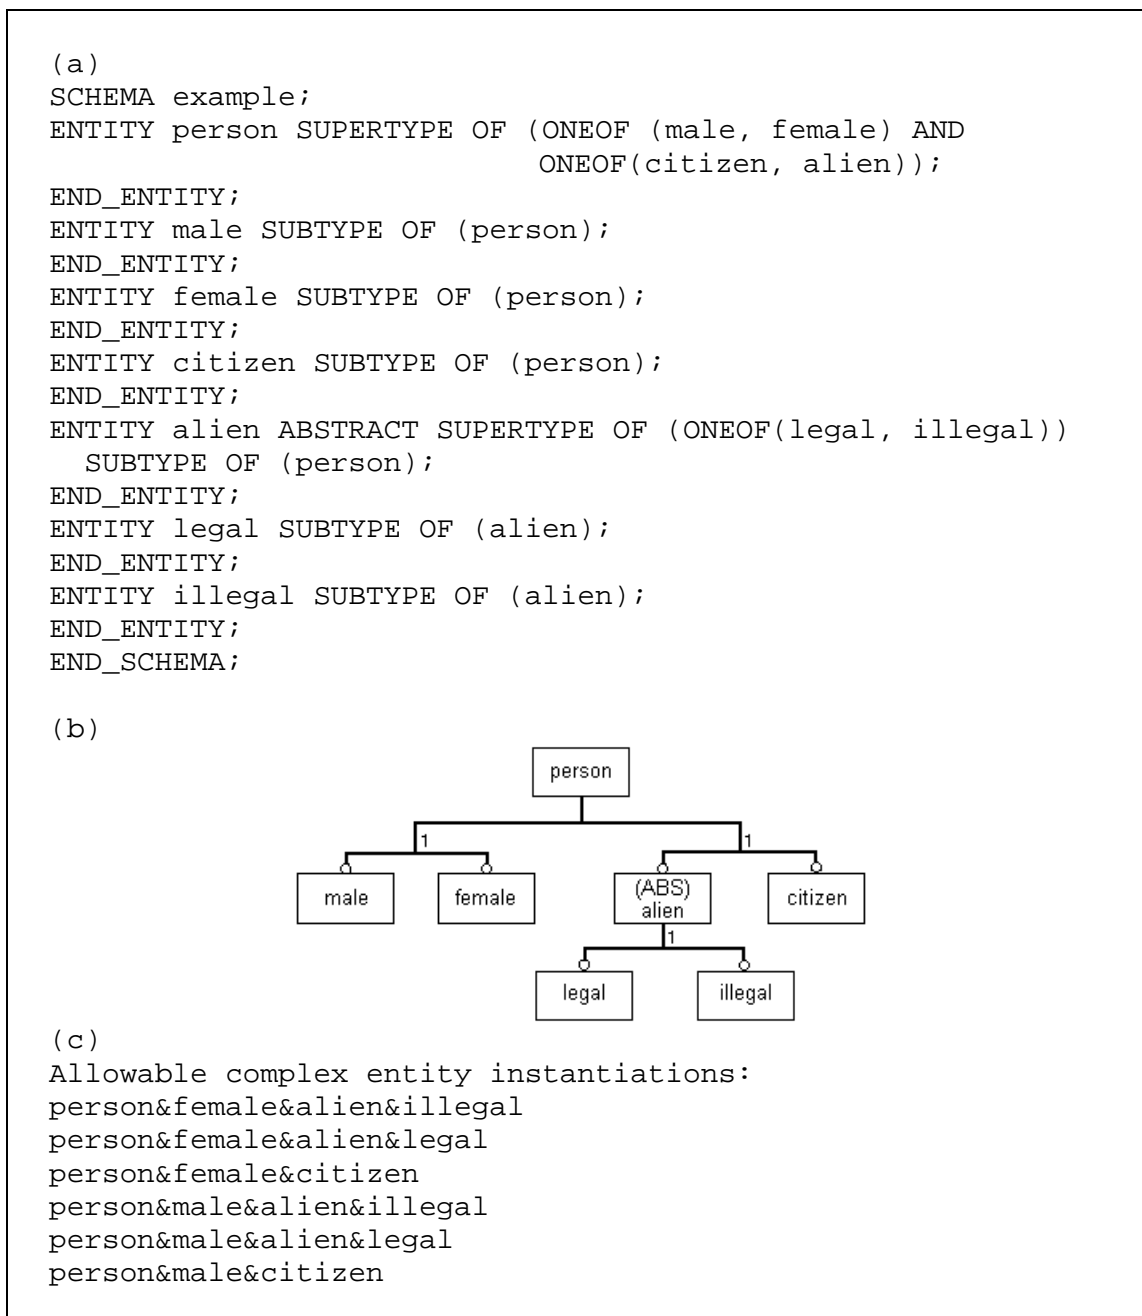 (a)
SCHEMA example;
ENTITY person SUPERTYPE OF (ONEOF (male, female) AND
ONEOF(citizen, alien));
END_ENTITY;
ENTITY male SUBTYPE OF (person);
END_ENTITY;
ENTITY female SUBTYPE OF (person);
END_ENTITY;
ENTITY citizen SUBTYPE OF (person);
END_ENTITY;
ENTITY alien ABSTRACT SUPERTYPE OF (ONEOF(legal, illegal))
SUBTYPE OF (person);
END_ENTITY;
ENTITY legal SUBTYPE OF (alien);
END_ENTITY;
ENTITY illegal SUBTYPE OF (alien);
END_ENTITY;
END_SCHEMA;
(b)
person
1
1
male
female
(ABS)
alien
citizen
1
legal
illegal
(c)
Allowable complex entity instantiations:
person&female&alien&illegal
person&female&alien&legal
person&female&citizen
person&male&alien&illegal
person&male&alien&legal
person&male&citizen